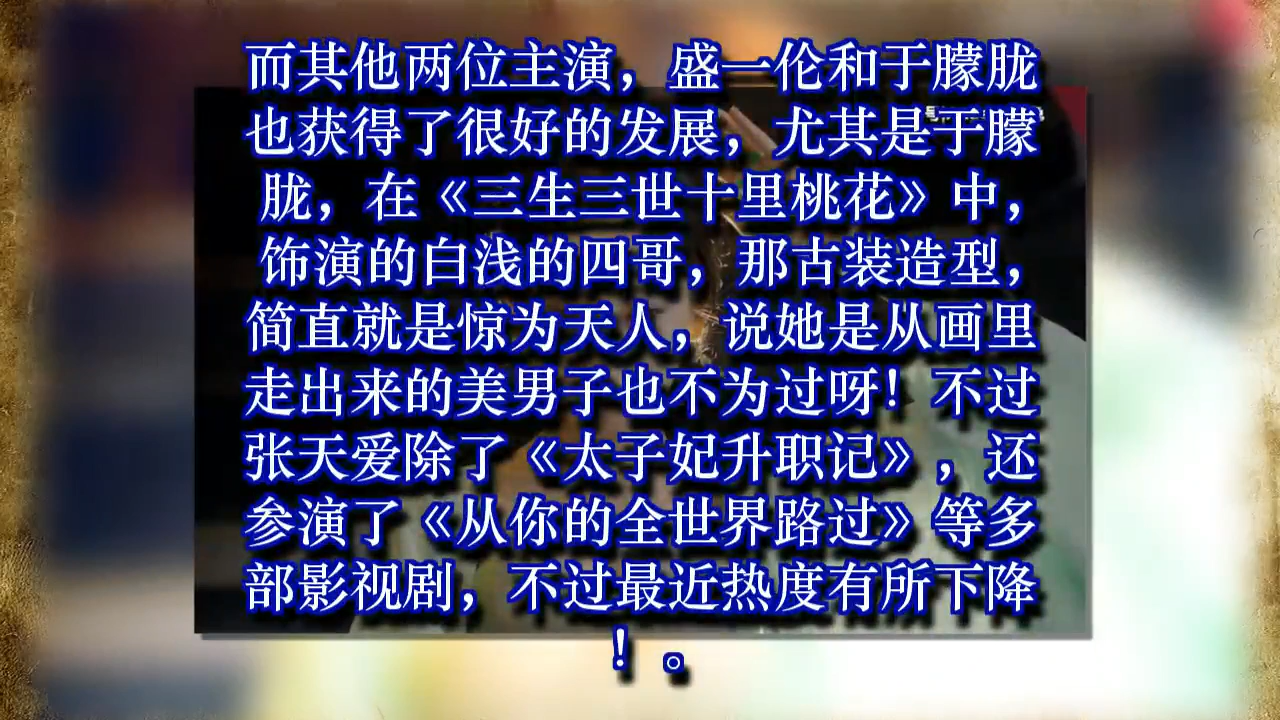 而其他两位主演，盛一伦和于朦胧
也获得了很好的发展，尤其是于朦
胧，在《三生三世十里桃花》中，
饰演的白浅的四哥，那古装造型，
简直就是惊为天人，说她是从画里
走出来的美男子也不为过呀！不过
张天爱除了《太子妃升职记》，还
参演了《从你的全世界路过》等多
部影视剧，不过最近热度有所下降
！。